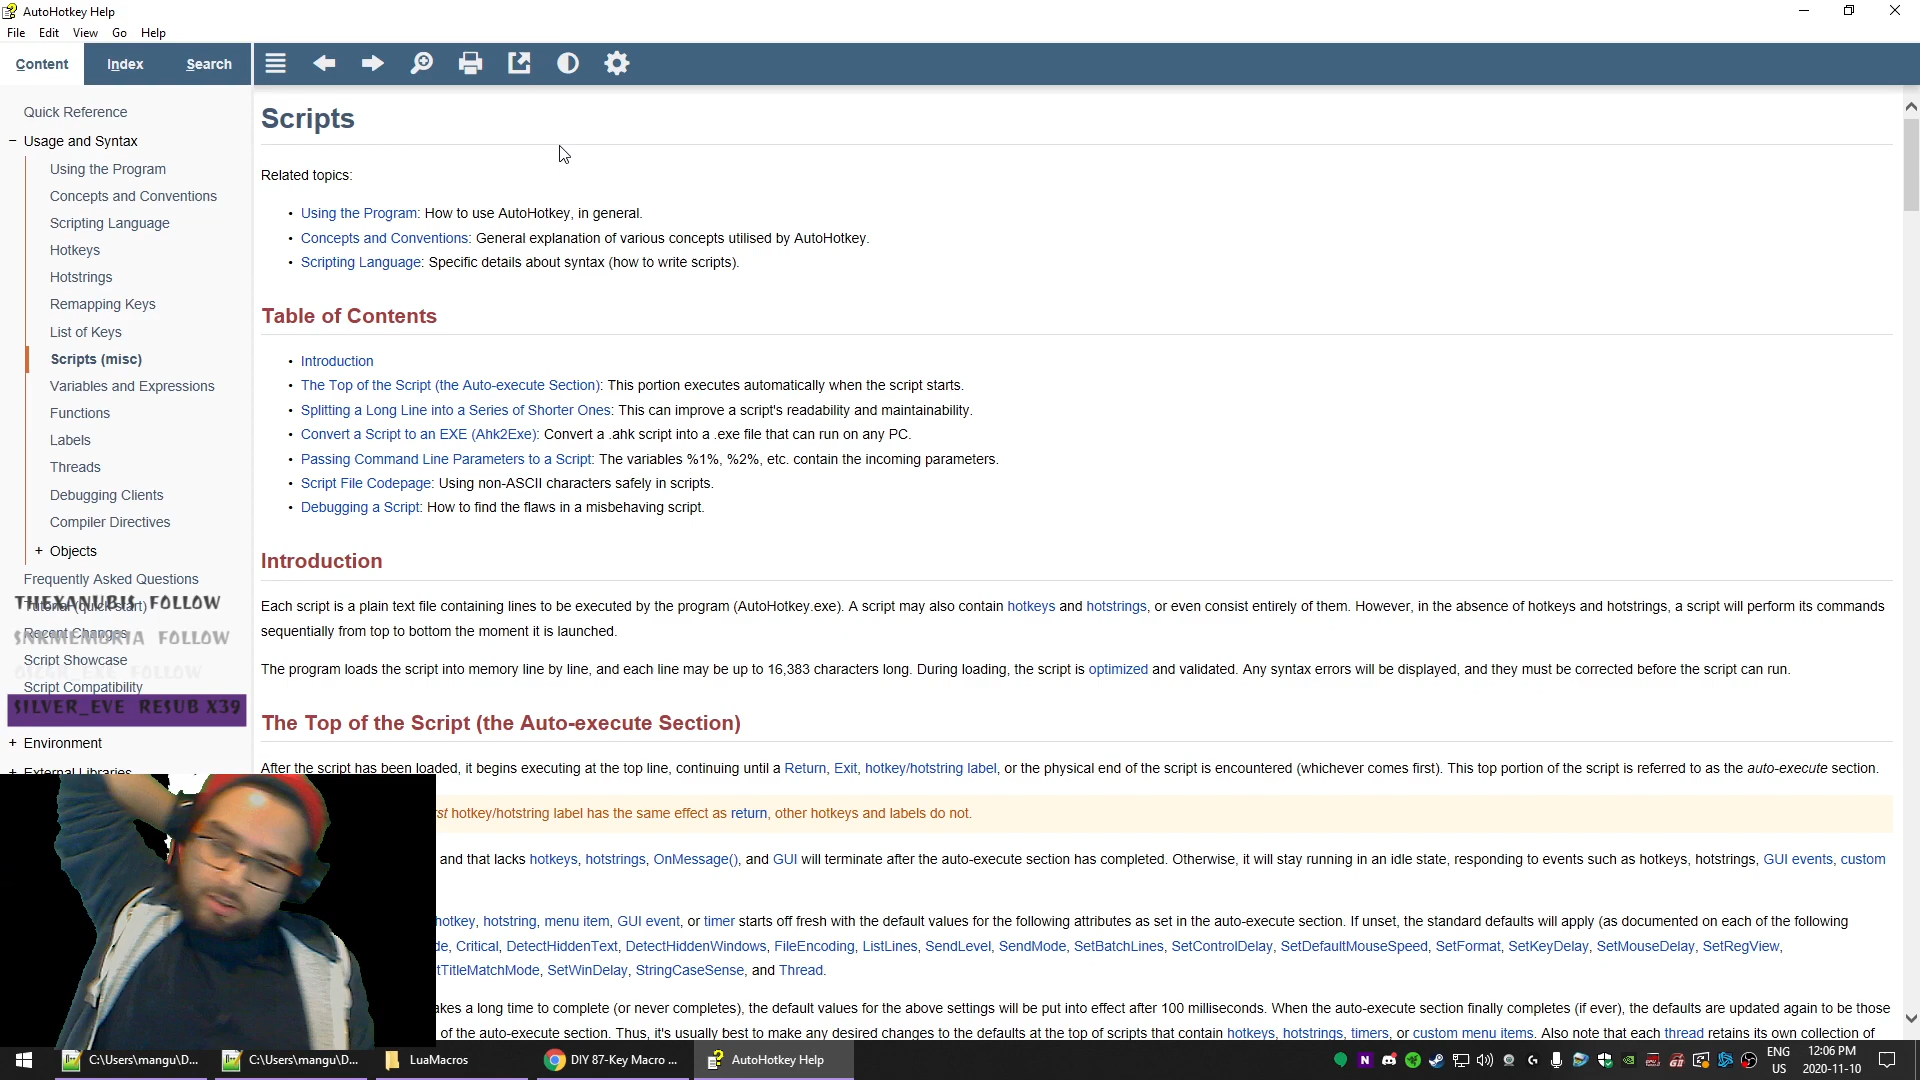 AutoHotkey Help
File Edit View Go Help
Content Index Search
Quick Reference
− Usage and Syntax
Using the Program
Concepts and Conventions
Scripting Language
Hotkeys
Hotstrings
Remapping Keys
List of Keys
Scripts (misc)
Variables and Expressions
Functions
Labels
Threads
Debugging Clients
Compiler Directives
+ Objects
Frequently Asked Questions
Tutorial (quick start)
THEXANUBIS FOLLOW
Recent Changes
SNKMEMORIA FOLLOW
Script Showcase
FOLLOW
Script Compatibility
SILVER_EVE RESUB X39
+ Environment
+ External Libraries
Scripts
Related topics:
• Using the Program: How to use AutoHotkey, in general.
• Concepts and Conventions: General explanation of various concepts utilised by AutoHotkey.
• Scripting Language: Specific details about syntax (how to write scripts).
Table of Contents
• Introduction
• The Top of the Script (the Auto-execute Section): This portion executes automatically when the script starts.
• Splitting a Long Line into a Series of Shorter Ones: This can improve a script's readability and maintainability.
• Convert a Script to an EXE (Ahk2Exe): Convert a .ahk script into a .exe file that can run on any PC.
• Passing Command Line Parameters to a Script: The variables %1%, %2%, etc. contain the incoming parameters.
• Script File Codepage: Using non-ASCII characters safely in scripts.
• Debugging a Script: How to find the flaws in a misbehaving script.
Introduction
Each script is a plain text file containing lines to be executed by the program (AutoHotkey.exe). A script may also contain hotkeys and hotstrings, or even consist entirely of them. However, in the absence of hotkeys and hotstrings, a script will perform its commands
sequentially from top to bottom the moment it is launched.
The program loads the script into memory line by line, and each line may be up to 16,383 characters long. During loading, the script is optimized and validated. Any syntax errors will be displayed, and they must be corrected before the script can run.
The Top of the Script (the Auto-execute Section)
After the script has been loaded, it begins executing at the top line, continuing until a Return, Exit, hotkey/hotstring label, or the physical end of the script is encountered (whichever comes first). This top portion of the script is referred to as the auto-execute section.
st hotkey/hotstring label has the same effect as return, other hotkeys and labels do not.
and that lacks hotkeys, hotstrings, OnMessage(), and GUI will terminate after the auto-execute section has completed. Otherwise, it will stay running in an idle state, responding to events such as hotkeys, hotstrings, GUI events, custom
hotkey, hotstring, menu item, GUI event, or timer starts off fresh with the default values for the following attributes as set in the auto-execute section. If unset, the standard defaults will apply (as documented on each of the following
de, Critical, DetectHiddenText, DetectHiddenWindows, FileEncoding, ListLines, SendLevel, SendMode, SetBatchLines, SetControlDelay, SetDefaultMouseSpeed, SetFormat, SetKeyDelay, SetMouseDelay, SetRegView,
tTitleMatchMode, SetWinDelay, StringCaseSense, and Thread.
akes a long time to complete (or never completes), the default values for the above settings will be put into effect after 100 milliseconds. When the auto-execute section finally completes (if ever), the defaults are updated again to be those
of the auto-execute section. Thus, it's usually best to make any desired changes to the defaults at the top of scripts that contain hotkeys, hotstrings, timers, or custom menu items. Also note that each thread retains its own collection of
C:\Users\mangu\D... C:\Users\mangu\D... LuaMacros DIY 87-Key Macro ... AutoHotkey Help
ENG
US
12:06 PM
2020-11-10